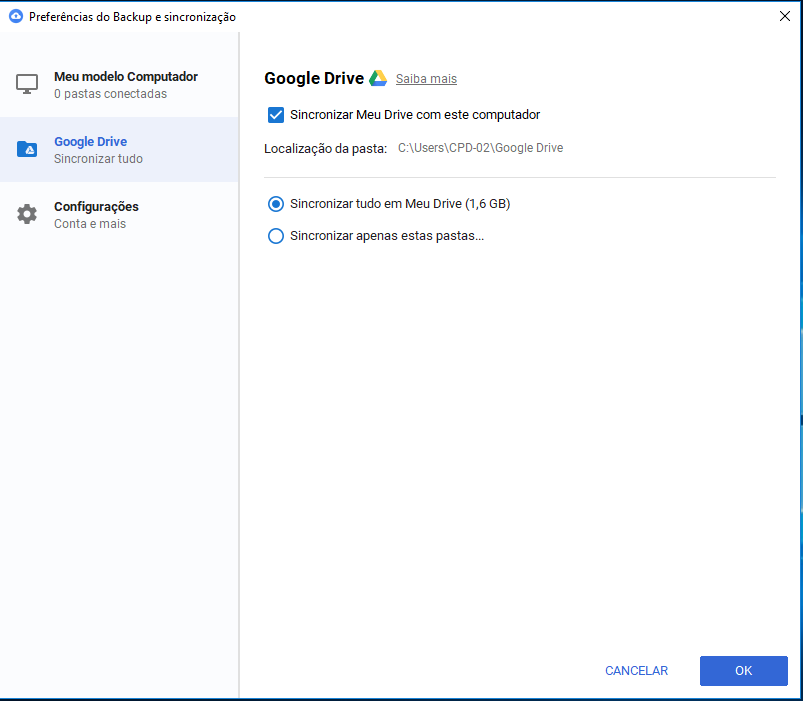 Preferências do Backup e sincronização
Meu modelo Computador
0 pastas conectadas
Google Drive
Sincronizar tudo
Configurações
Conta e mais
Google Drive Saiba mais
Sincronizar Meu Drive com este computador
Localização da pasta: C:\Users\CPD-02\Google Drive
Sincronizar tudo em Meu Drive (1,6 GB)
Sincronizar apenas estas pastas...
CANCELAR OK